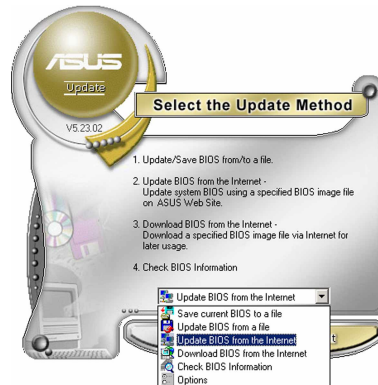 ASUS
Update
V5.23.02
Select the Update Method
1. Update/Save BIOS from/to a file.
2. Update BIOS from the Internet -
Update system BIOS using a specified BIOS image file
on ASUS Web Site.
3. Download BIOS from the Internet -
Download a specified BIOS image file via Internet for
later usage.
4. Check BIOS Information
Update BIOS from the Internet
Save current BIOS to a file
Update BIOS from a file
Update BIOS from the Internet
Download BIOS from the Internet
Check BIOS Information
Options